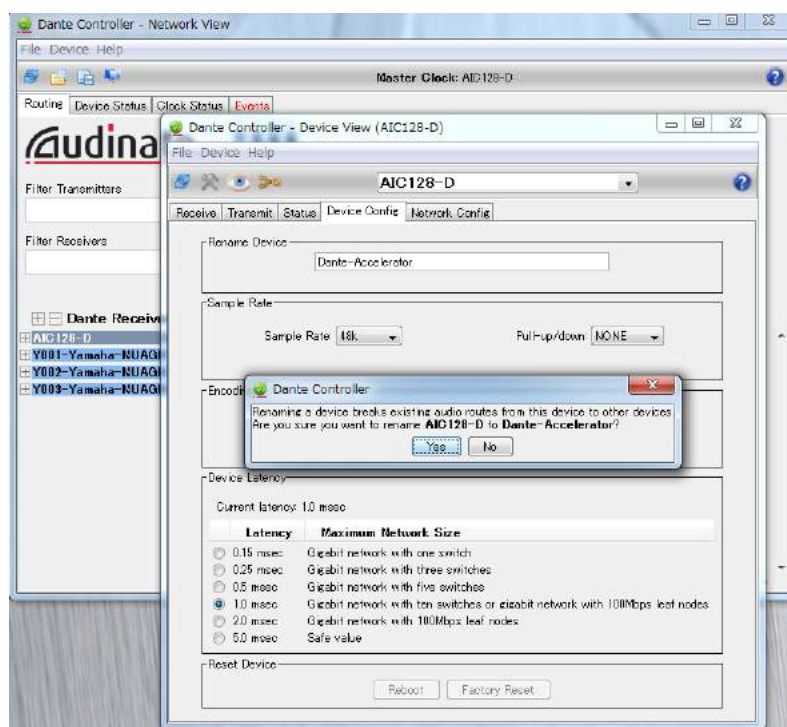 Dante Controller - Network View
File Device Help
Master Clock: AIC128-D
Routing Device Status Clock Status Events
Audina
Dante Controller - Device View (AIC128-D)
File Device Help
AIC128-D
Filter Transmitters
Receive Transmit Status Device Config Network Config
Filter Receivers
Rename Device
Dante-Accelerator
Sample Rate
Sample Rate 48k Pull-up/down NONE
Dante Receiv
AIC128-D
Y001-Yamaha-NUAG
Y002-Yamaha-NUAG
Y003-Yamaha-NUAG
Encodi
Dante Controller
Renaming a device breaks existing audio routes from this device to other devices
Are you sure you want to rename AIC128-D to Dante-Accelerator?
Yes No
Device Latency
Current latency: 1.0 msec
Latency Maximum Network Size
0.15 msec Gigabit network with one switch
0.25 msec Gigabit network with three switches
0.5 msec Gigabit network with five switches
1.0 msec Gigabit network with ten switches or gigabit network with 100Mbps leaf nodes
2.0 msec Gigabit network with 100Mbps leaf nodes
5.0 msec Safe value
Reset Device
Reboot Factory Reset